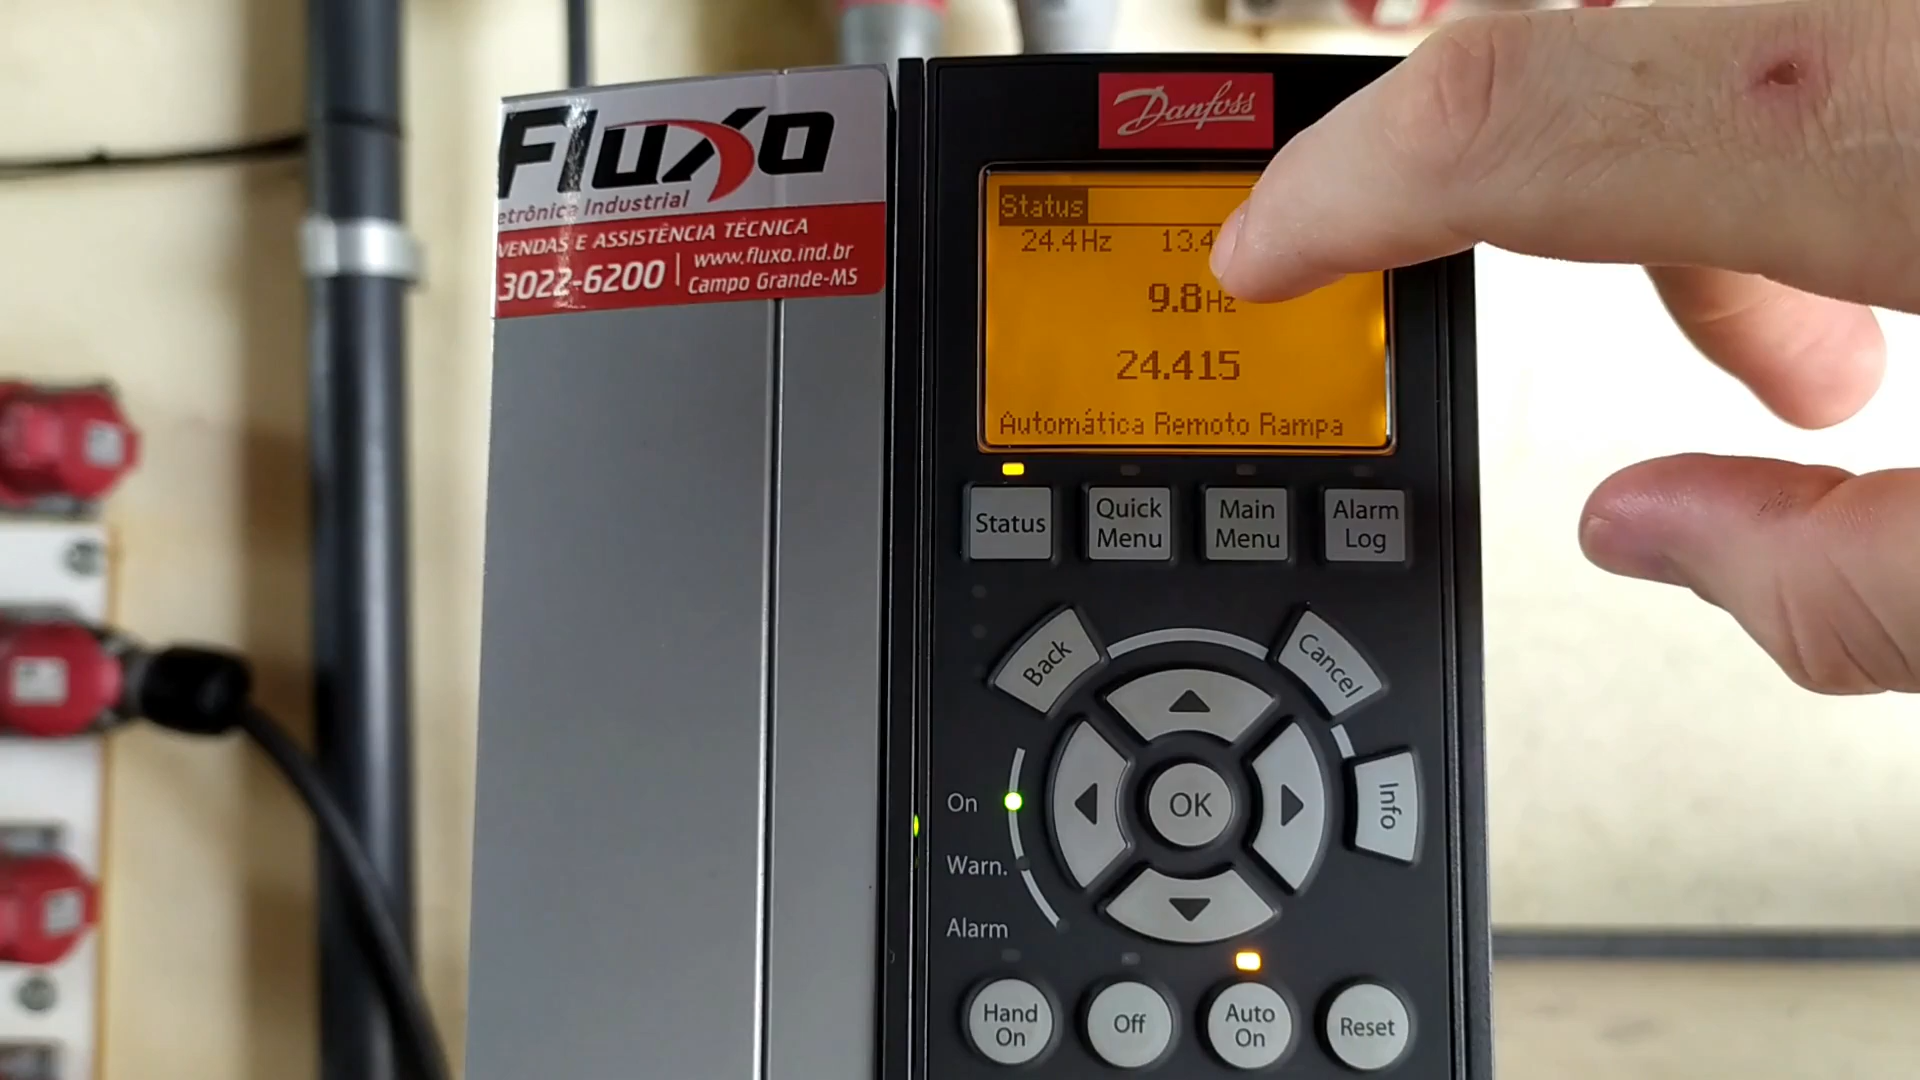 Fluxo
etrônica Industrial
VENDAS E ASSISTÊNCIA TÉCNICA
3022-6200
www.fluxo.ind.br
Campo Grande-MS
Danfoss
Status
24.4Hz 13.4
9.8Hz
24.415
Automática Remoto Rampa
Status
Quick
Menu
Main
Menu
Alarm
Log
Back
Cancel
Info
OK
On
Warn.
Alarm
Hand
On
Off
Auto
On
Reset